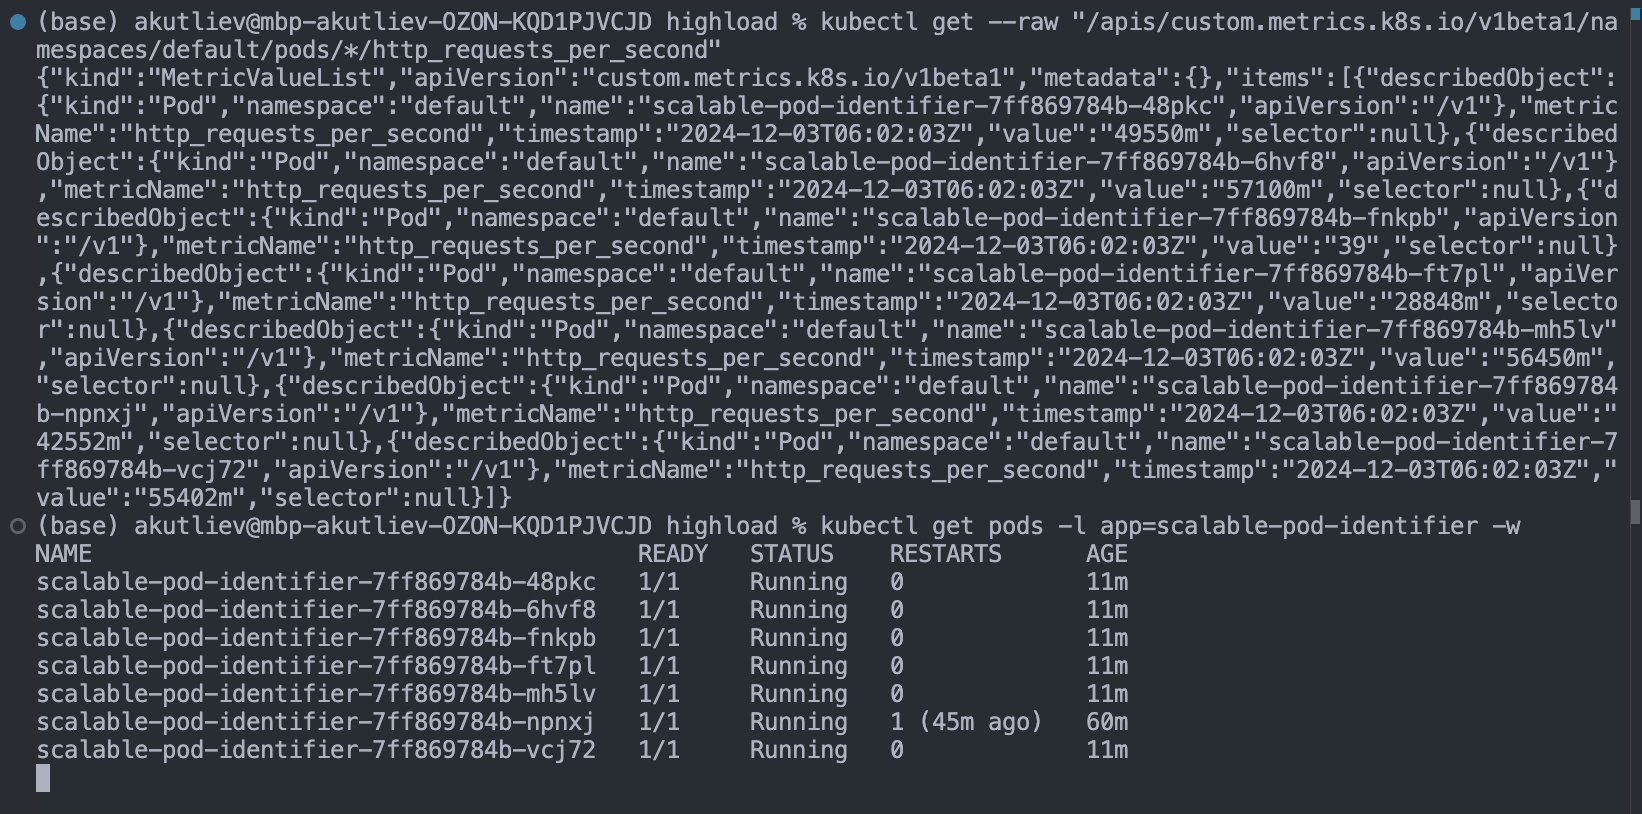 (base) akutliev@mbp-akutliev-OZON-KQD1PJVCJD highload % kubectl get --raw "/apis/custom.metrics.k8s.io/v1beta1/na
mespaces/default/pods/*/http_requests_per_second"
{"kind":"MetricValueList","apiVersion":"custom.metrics.k8s.io/v1beta1","metadata":{},"items":[{"describedObject":
{"kind":"Pod","namespace":"default","name":"scalable-pod-identifier-7ff869784b-48pkc","apiVersion":"/v1"},"metric
Name":"http_requests_per_second","timestamp":"2024-12-03T06:02:03Z","value":"49550m","selector":null},{"described
Object":{"kind":"Pod","namespace":"default","name":"scalable-pod-identifier-7ff869784b-6hvf8","apiVersion":"/v1"}
,"metricName":"http_requests_per_second","timestamp":"2024-12-03T06:02:03Z","value":"57100m","selector":null},{"d
escribedObject":{"kind":"Pod","namespace":"default","name":"scalable-pod-identifier-7ff869784b-fnkpb","apiVersion
":"/v1"},"metricName":"http_requests_per_second","timestamp":"2024-12-03T06:02:03Z","value":"39","selector":null}
,{"describedObject":{"kind":"Pod","namespace":"default","name":"scalable-pod-identifier-7ff869784b-ft7pl","apiVer
sion":"/v1"},"metricName":"http_requests_per_second","timestamp":"2024-12-03T06:02:03Z","value":"28848m","selecto
r":null},{"describedObject":{"kind":"Pod","namespace":"default","name":"scalable-pod-identifier-7ff869784b-mh5lv"
,"apiVersion":"/v1"},"metricName":"http_requests_per_second","timestamp":"2024-12-03T06:02:03Z","value":"56450m",
"selector":null},{"describedObject":{"kind":"Pod","namespace":"default","name":"scalable-pod-identifier-7ff869784
b-npnxj","apiVersion":"/v1"},"metricName":"http_requests_per_second","timestamp":"2024-12-03T06:02:03Z","value":"
42552m","selector":null},{"describedObject":{"kind":"Pod","namespace":"default","name":"scalable-pod-identifier-7
ff869784b-vcj72","apiVersion":"/v1"},"metricName":"http_requests_per_second","timestamp":"2024-12-03T06:02:03Z","
value":"55402m","selector":null}]}
(base) akutliev@mbp-akutliev-OZON-KQD1PJVCJD highload % kubectl get pods -l app=scalable-pod-identifier -w
NAME READY STATUS RESTARTS AGE
scalable-pod-identifier-7ff869784b-48pkc 1/1 Running 0 11m
scalable-pod-identifier-7ff869784b-6hvf8 1/1 Running 0 11m
scalable-pod-identifier-7ff869784b-fnkpb 1/1 Running 0 11m
scalable-pod-identifier-7ff869784b-ft7pl 1/1 Running 0 11m
scalable-pod-identifier-7ff869784b-mh5lv 1/1 Running 0 11m
scalable-pod-identifier-7ff869784b-npnxj 1/1 Running 1 (45m ago) 60m
scalable-pod-identifier-7ff869784b-vcj72 1/1 Running 0 11m